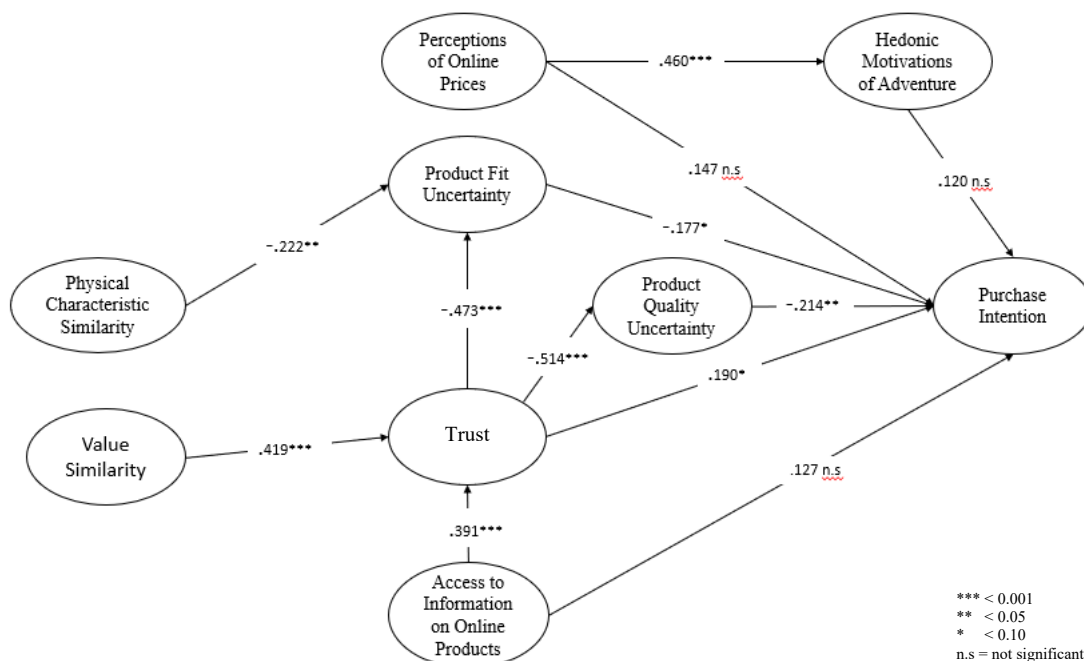 Perceptions
of Online
Prices
.460***
Hedonic
Motivations
of Adventure
.147 n.s
.120 n.s
Product Fit
Uncertainty
-.177*
-.222**
Physical
Characteristic
Similarity
-.473***
Product
Quality
Uncertainty
-.214**
Purchase
Intention
-.514***
.190*
Value
Similarity
.419***
Trust
.127 n.s
.391***
Access to
Information
on Online
Products
*** < 0.001
** < 0.05
* < 0.10
n.s = not significant